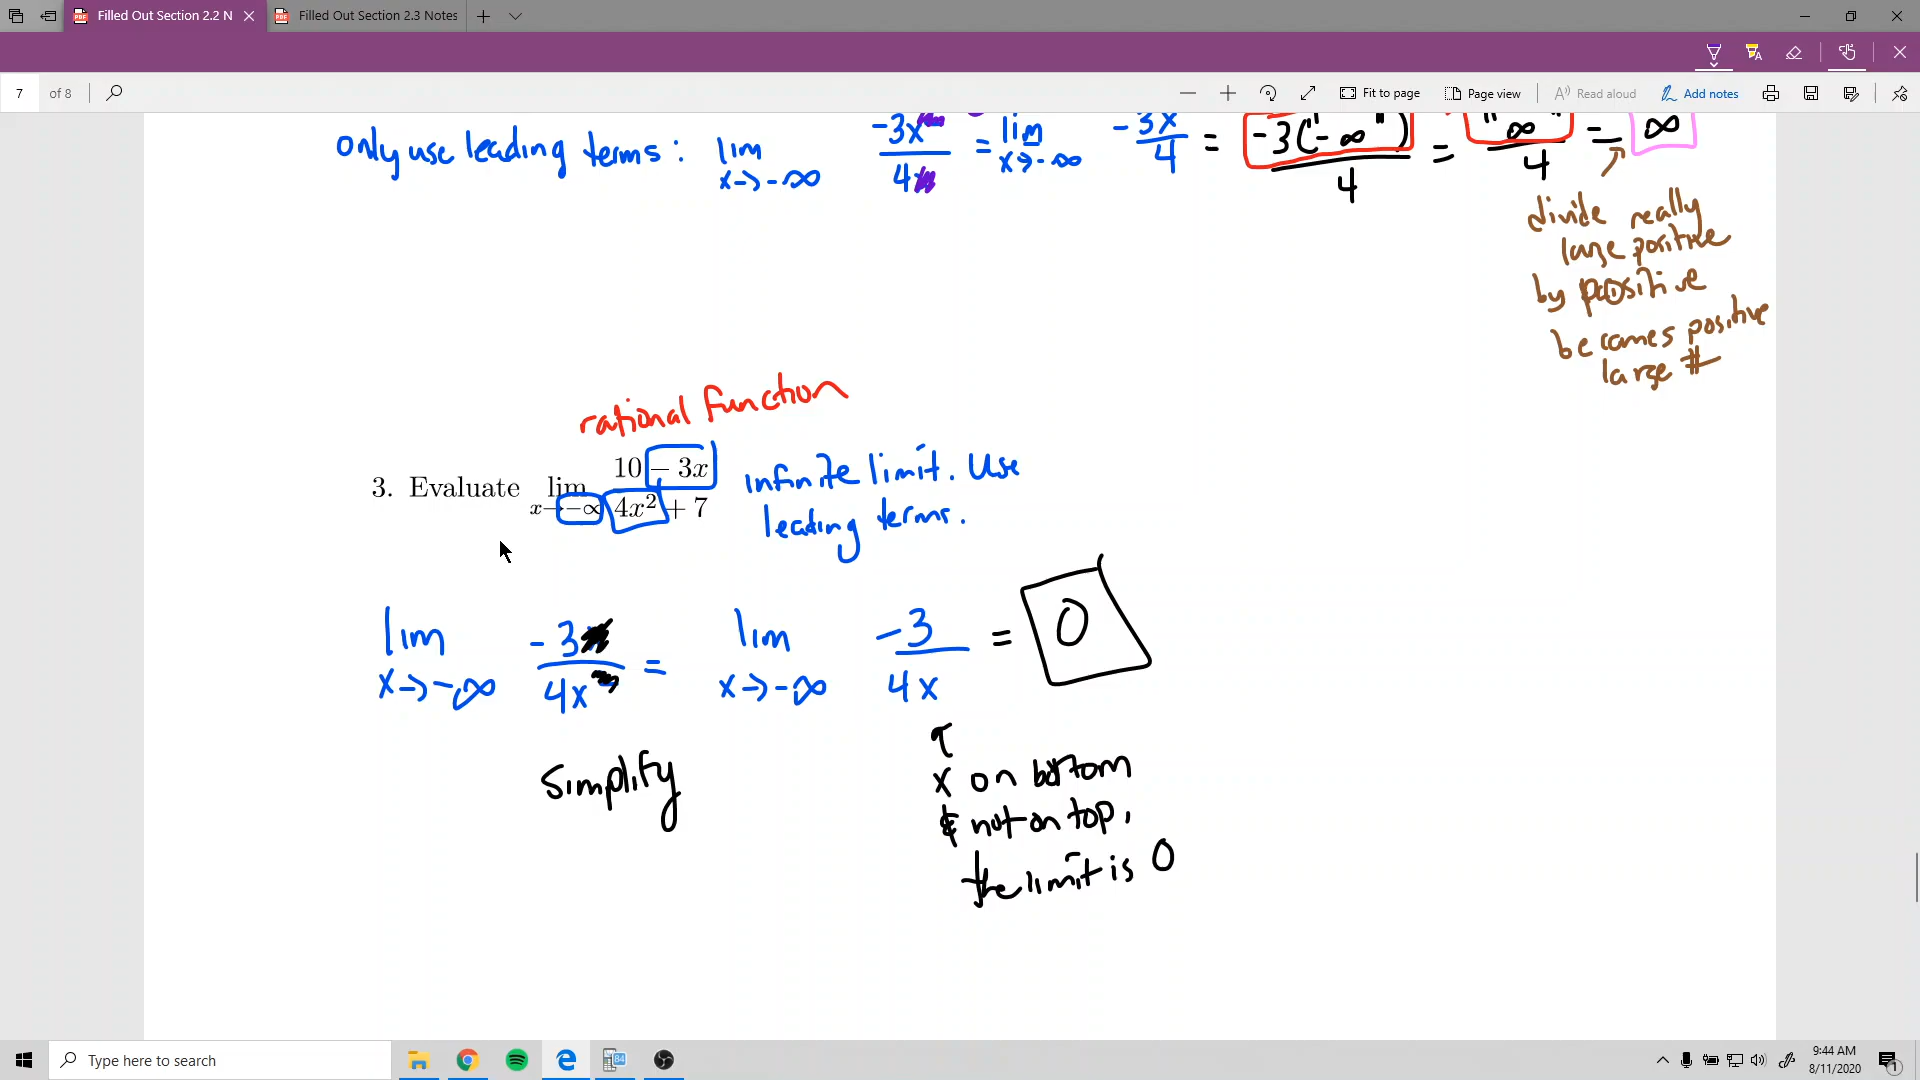 Filled Out Section 2.2 N
Filled Out Section 2.3 Notes
7 of 8
Fit to page
Page view
Read aloud
Add notes
only use leading terms: lim x→-∞ -3x / 4 = lim x→-∞ -3x / 4 = -3("-∞") / 4 = "∞" / 4 = ∞
divide really
large positive
by positive
becomes positive
large #
rational function
3. Evaluate lim x→-∞ 10 - 3x / 4x² + 7
infinite limit. Use
leading terms.
lim x→-∞ -3 / 4x = lim x→-∞ -3 / 4x = 0
simplify
x on bottom
& not on top,
the limit is 0
Type here to search
84
9:44 AM
8/11/2020
1